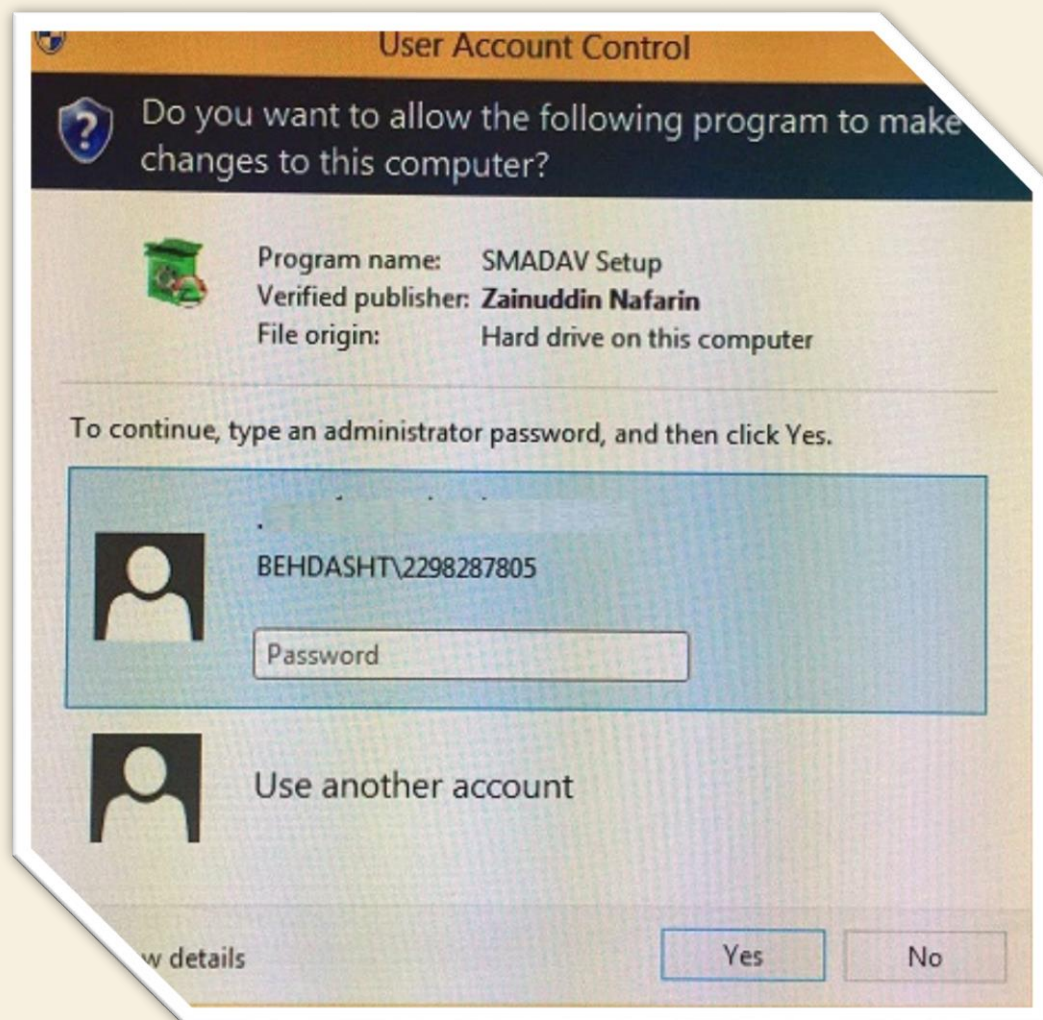 User Account Control
Do you want to allow the following program to make
changes to this computer?
Program name: SMADAV Setup
Verified publisher: Zainuddin Nafarin
File origin: Hard drive on this computer
To continue, type an administrator password, and then click Yes.
BEHDASHT\2298287805
Password
Use another account
details
Yes No